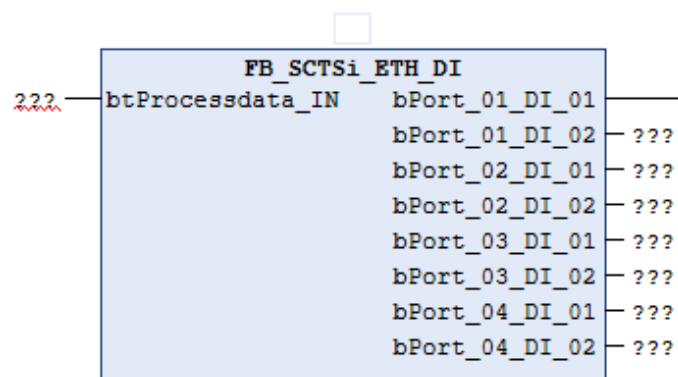 FB_SCTSi_ETH_DI
??? btProcessdata_IN bPort_01_DI_01
bPort_01_DI_02 ???
bPort_02_DI_01 ???
bPort_02_DI_02 ???
bPort_03_DI_01 ???
bPort_03_DI_02 ???
bPort_04_DI_01 ???
bPort_04_DI_02 ???